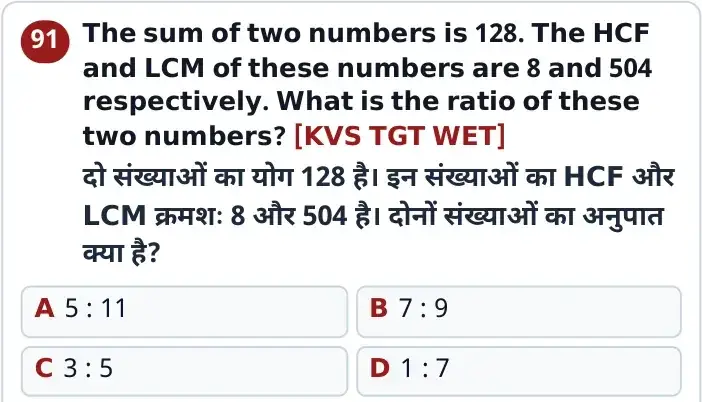 91 The sum of two numbers is 128. The HCF
and LCM of these numbers are 8 and 504
respectively. What is the ratio of these
two numbers? [KVS TGT WET]
दो संख्याओं का योग 128 है। इन संख्याओं का HCF और
LCM क्रमशः 8 और 504 है। दोनों संख्याओं का अनुपात
क्या है?
A 5 : 11
B 7 : 9
C 3 : 5
D 1 : 7